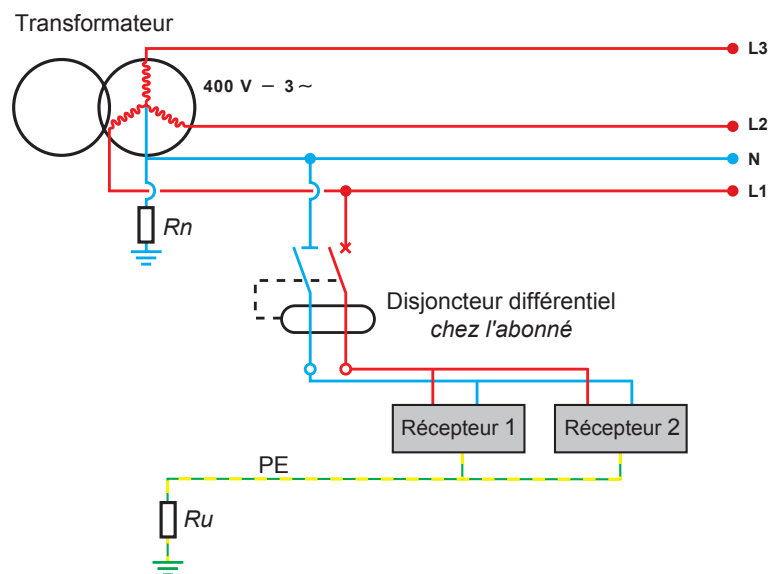 Transformateur
L3
400 V – 3 ~
L2
N
L1
Rn
Disjoncteur différentiel
chez l'abonné
Récepteur 1
Récepteur 2
PE
Ru